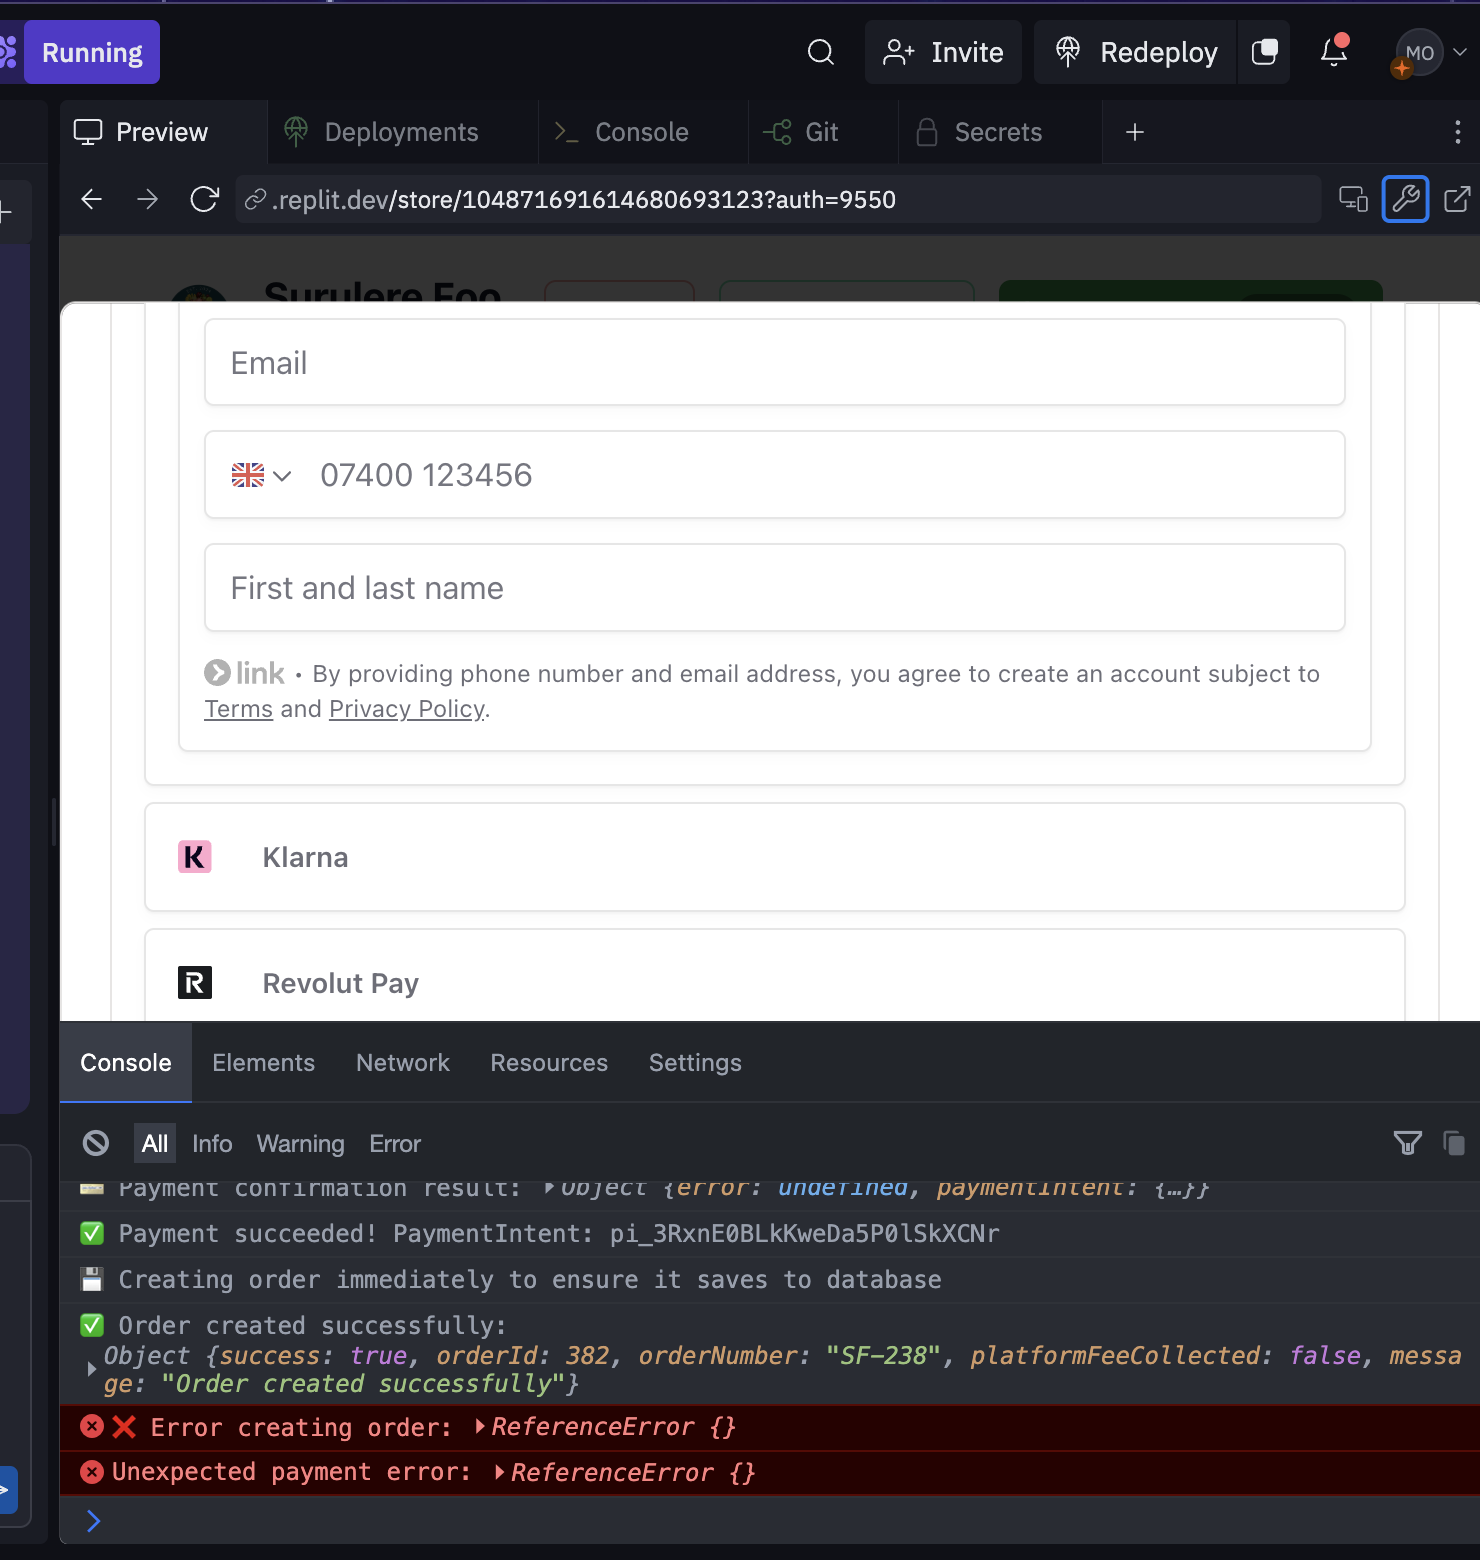 Running
Invite
Redeploy
MO
Preview
Deployments
Console
Git
Secrets
.replit.dev/store/104871691614680693123?auth=9550
Surulere Foo
Email
07400 123456
First and last name
link • By providing phone number and email address, you agree to create an account subject to
Terms and Privacy Policy.
K Klarna
R Revolut Pay
Console Elements Network Resources Settings
All Info Warning Error
Payment confirmation result: Object {error: undefined, paymentIntent: {…}}
Payment succeeded! PaymentIntent: pi_3RxnE0BLkKweDa5P0lSkXCNr
Creating order immediately to ensure it saves to database
Order created successfully:
Object {success: true, orderId: 382, orderNumber: "SF-238", platformFeeCollected: false, messa
ge: "Order created successfully"}
Error creating order: ReferenceError {}
Unexpected payment error: ReferenceError {}